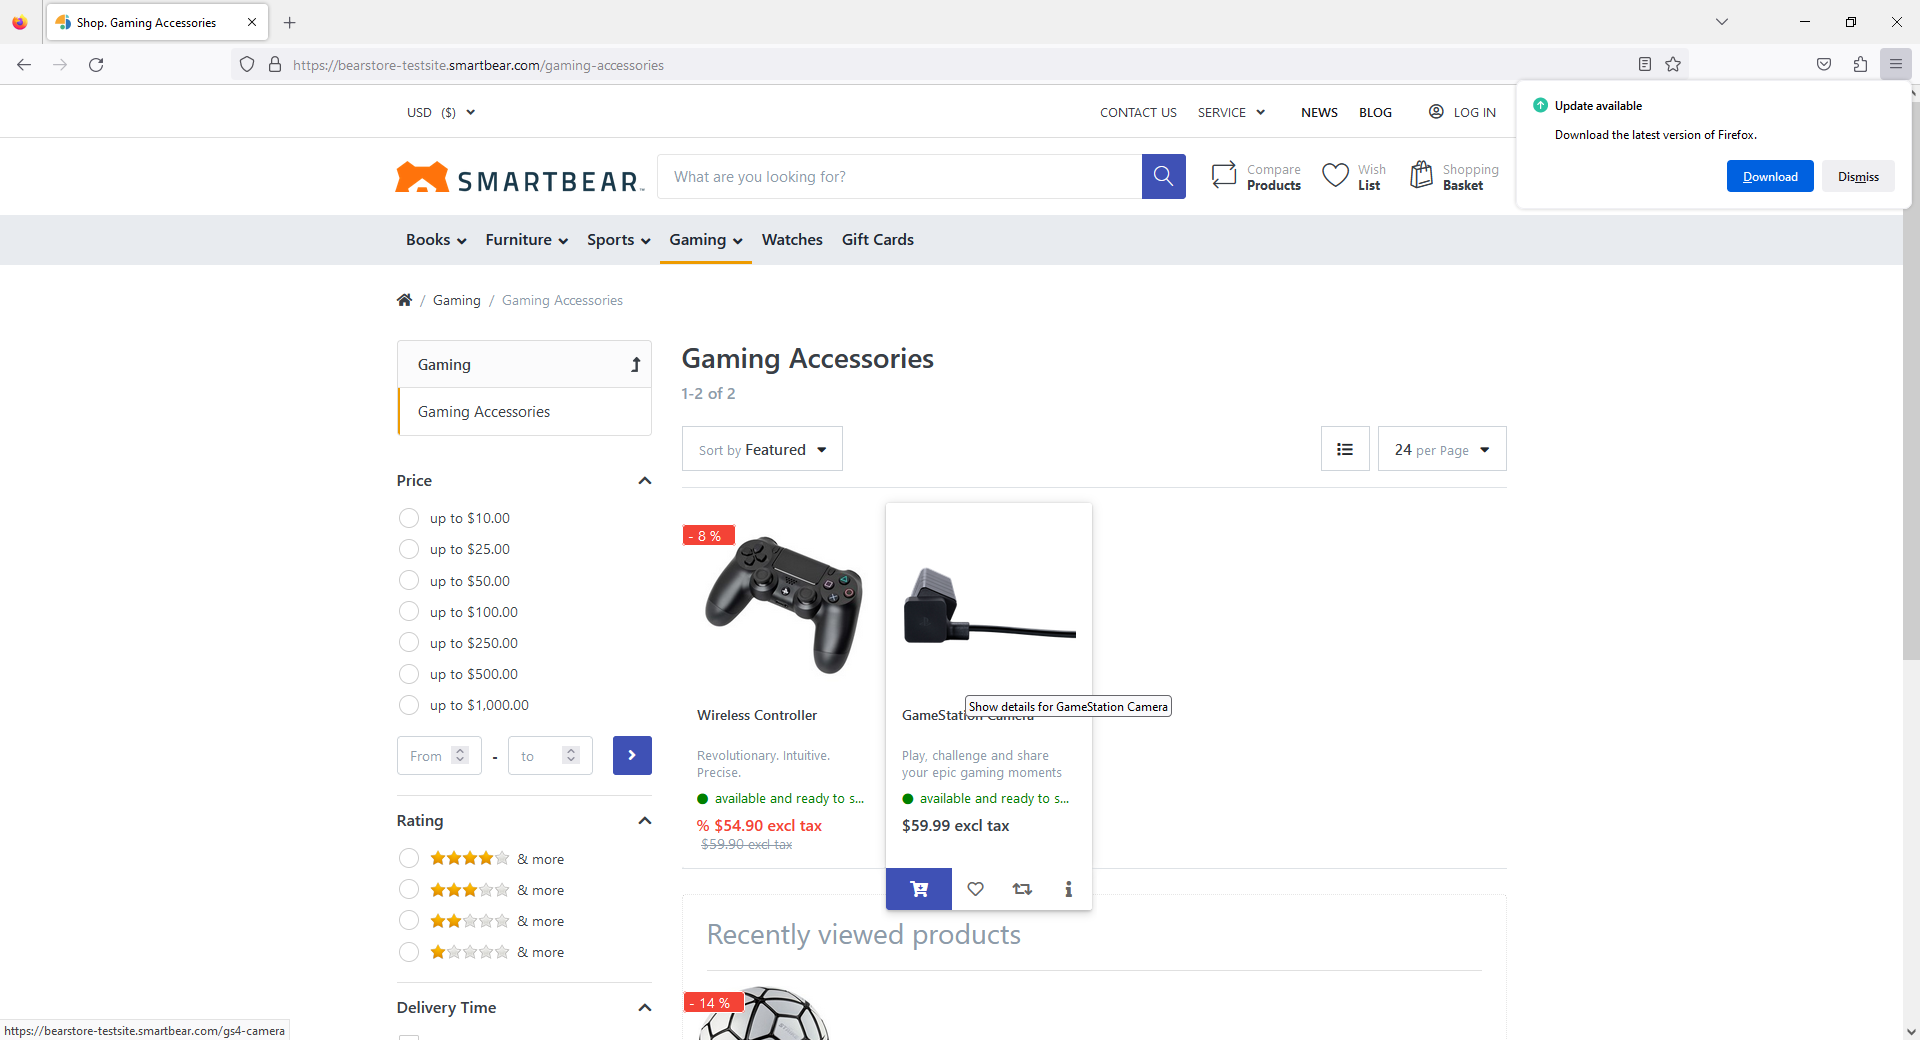 Shop. Gaming Accessories
https://bearstore-testsite.smartbear.com/gaming-accessories
Update available
Download the latest version of Firefox.
Download
Dismiss
USD ($)
CONTACT US
SERVICE
NEWS
BLOG
LOG IN
SMARTBEAR
What are you looking for?
Compare
Products
Wish
List
Shopping
Basket
Books
Furniture
Sports
Gaming
Watches
Gift Cards
/ Gaming / Gaming Accessories
Gaming
Gaming Accessories
Price
up to $10.00
up to $25.00
up to $50.00
up to $100.00
up to $250.00
up to $500.00
up to $1,000.00
From - to
Rating
& more
& more
& more
& more
Delivery Time
Gaming Accessories
1-2 of 2
Sort by Featured
24 per Page
- 8 %
Wireless Controller
Revolutionary. Intuitive.
Precise.
available and ready to s...
% $54.90 excl tax
$59.90 excl tax
Show details for GameStation Camera
GameStation Camera
Play, challenge and share
your epic gaming moments
available and ready to s...
$59.99 excl tax
Recently viewed products
- 14 %
https://bearstore-testsite.smartbear.com/gs4-camera